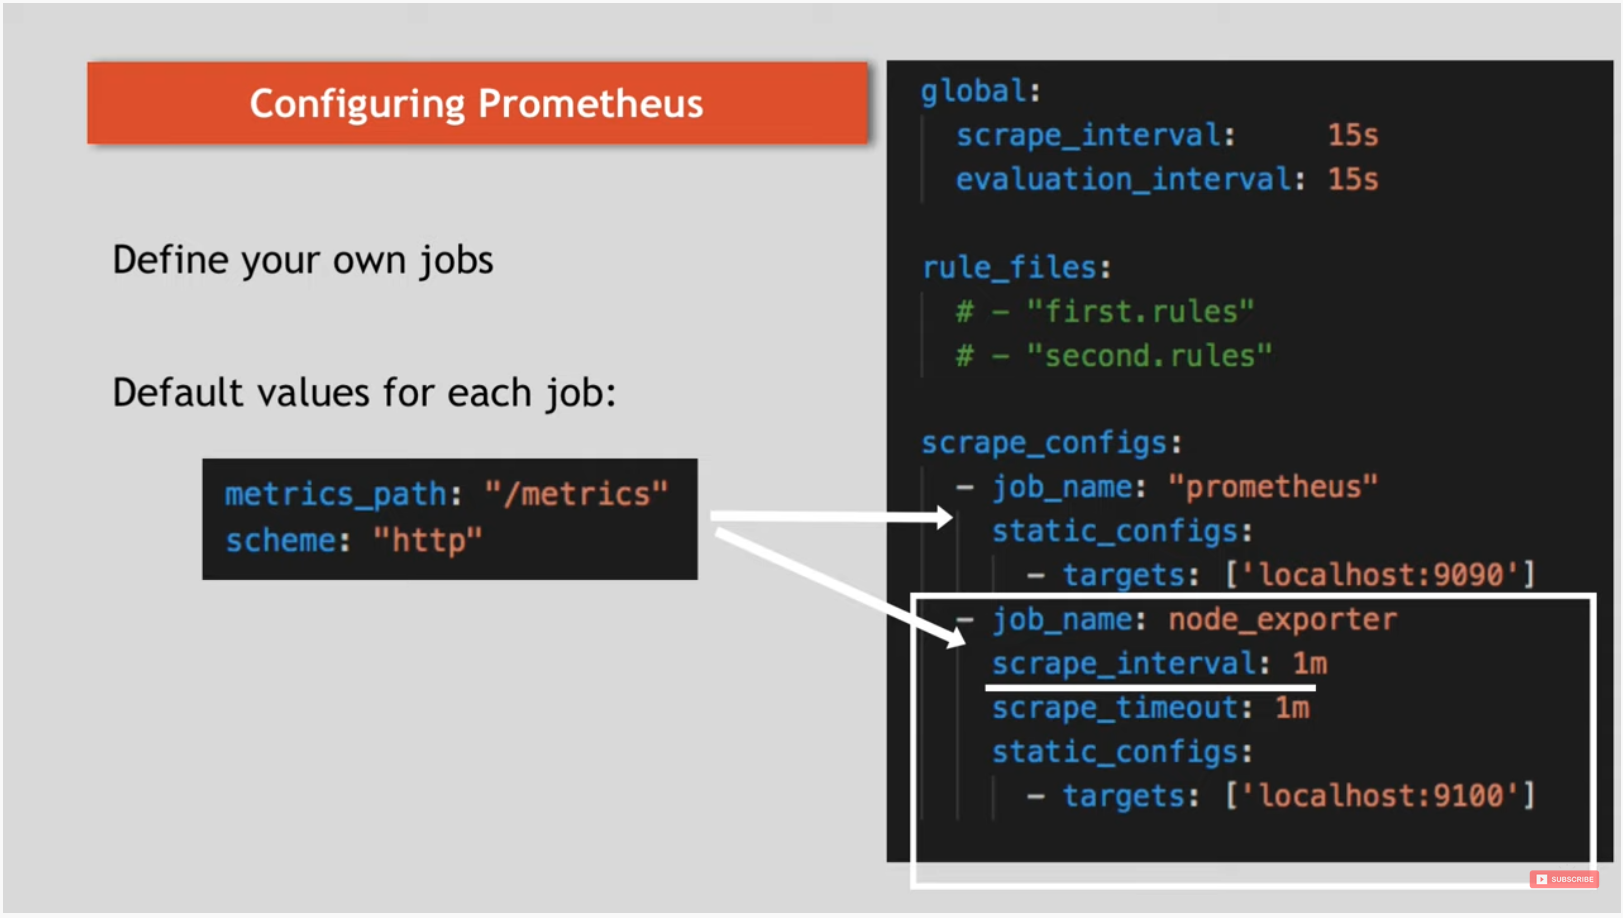 Configuring Prometheus
Define your own jobs
Default values for each job:
metrics_path: "/metrics"
scheme: "http"
global:
scrape_interval: 15s
evaluation_interval: 15s
rule_files:
# - "first.rules"
# - "second.rules"
scrape_configs:
- job_name: "prometheus"
static_configs:
- targets: ['localhost:9090']
- job_name: node_exporter
scrape_interval: 1m
scrape_timeout: 1m
static_configs:
- targets: ['localhost:9100']
SUBSCRIBE